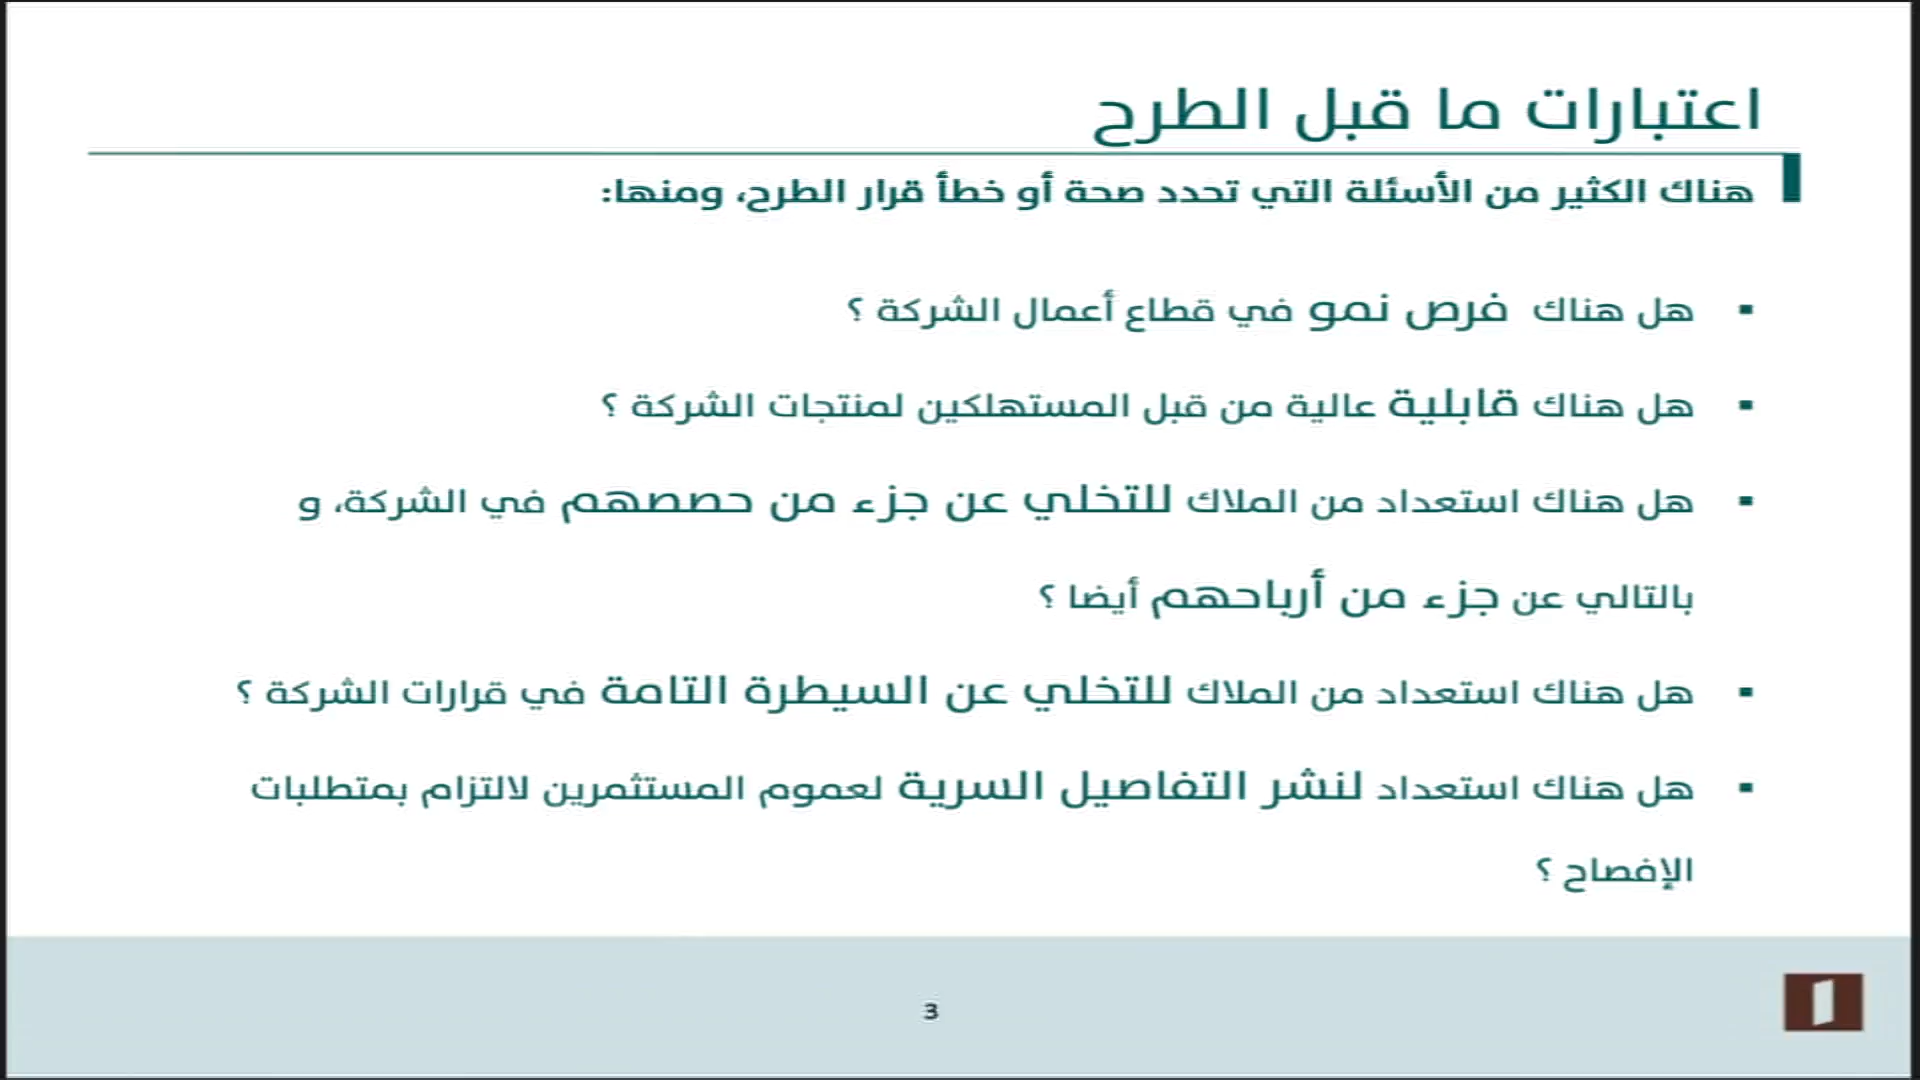 اعتبارات ما قبل الطرح
هناك الكثير من الأسئلة التي تحدد صحة أو خطأ قرار الطرح، ومنها:
▪ هل هناك فرص نمو في قطاع أعمال الشركة ؟
▪ هل هناك قابلية عالية من قبل المستهلكين لمنتجات الشركة ؟
▪ هل هناك استعداد من الملاك للتخلي عن جزء من حصصهم في الشركة، و
بالتالي عن جزء من أرباحهم أيضا ؟
▪ هل هناك استعداد من الملاك للتخلي عن السيطرة التامة في قرارات الشركة ؟
▪ هل هناك استعداد لنشر التفاصيل السرية لعموم المستثمرين لالتزام بمتطلبات
الإفصاح ؟
3